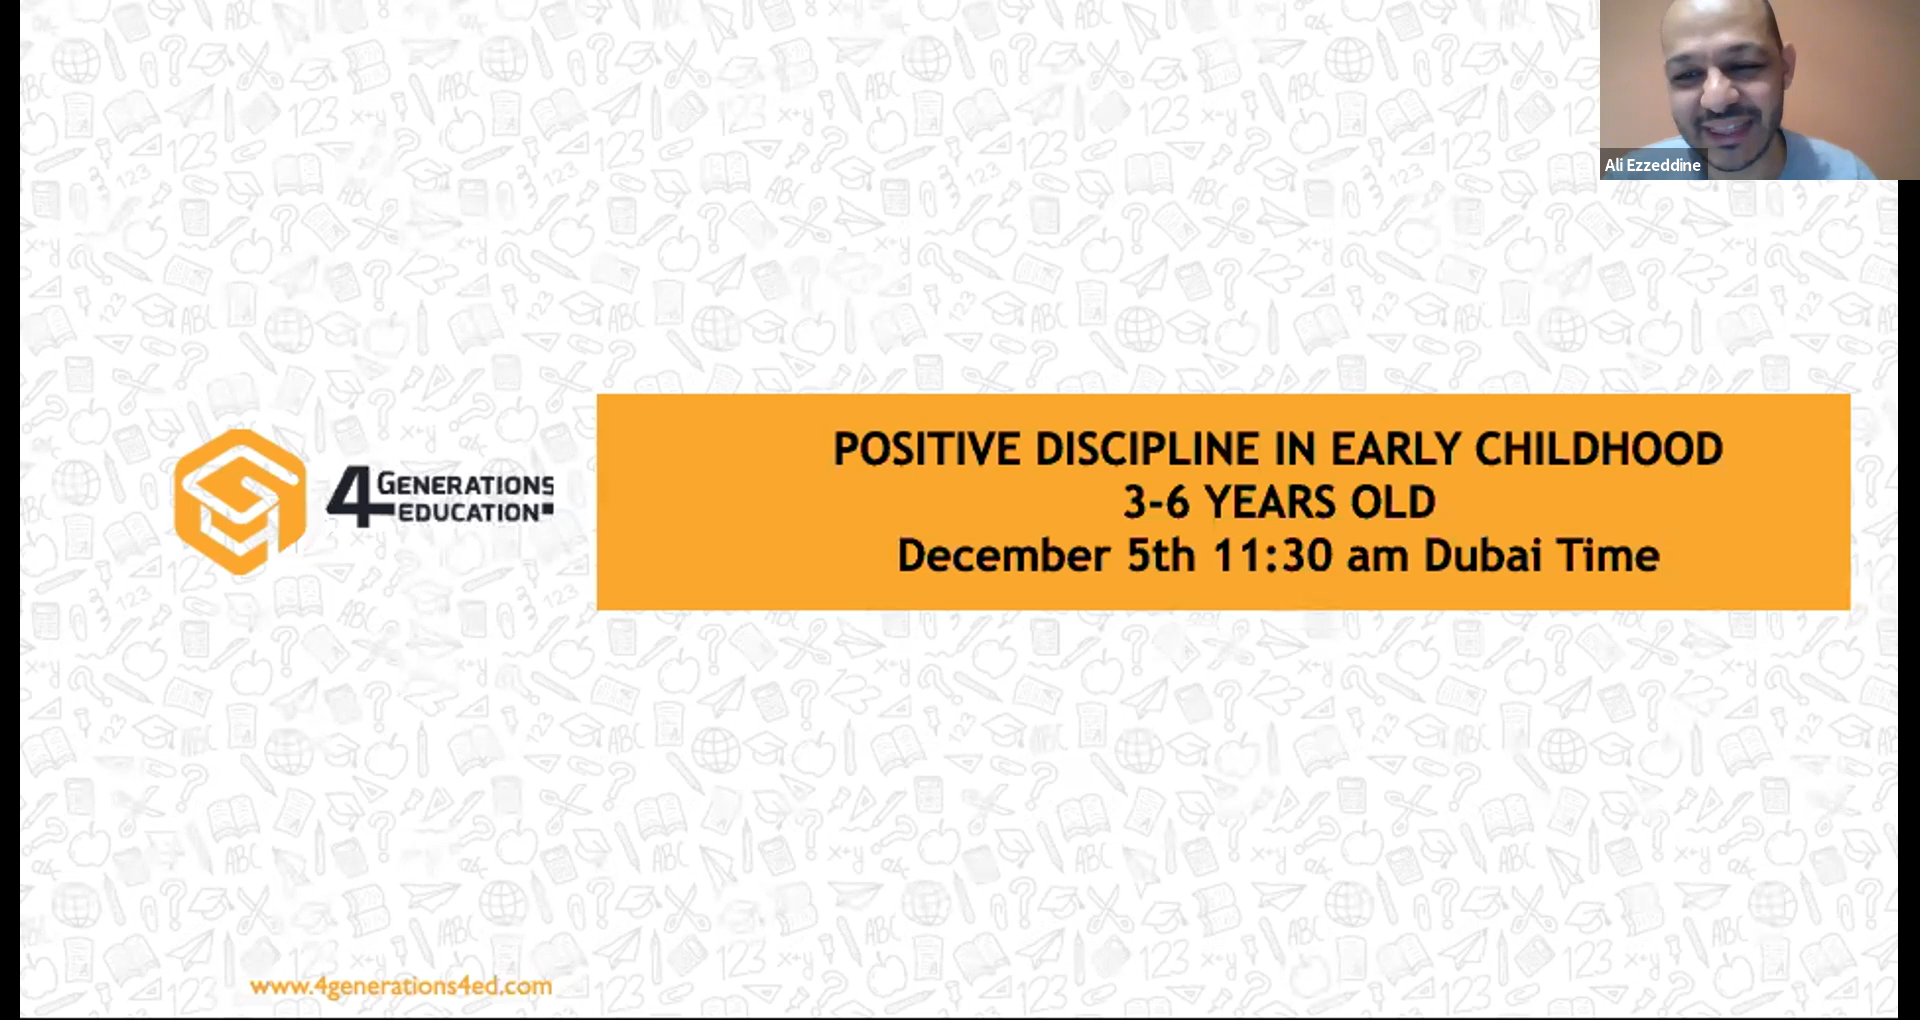 Ali Ezzeddine
4 GENERATIONS
EDUCATION
POSITIVE DISCIPLINE IN EARLY CHILDHOOD
3-6 YEARS OLD
December 5th 11:30 am Dubai Time
www.4generations4ed.com